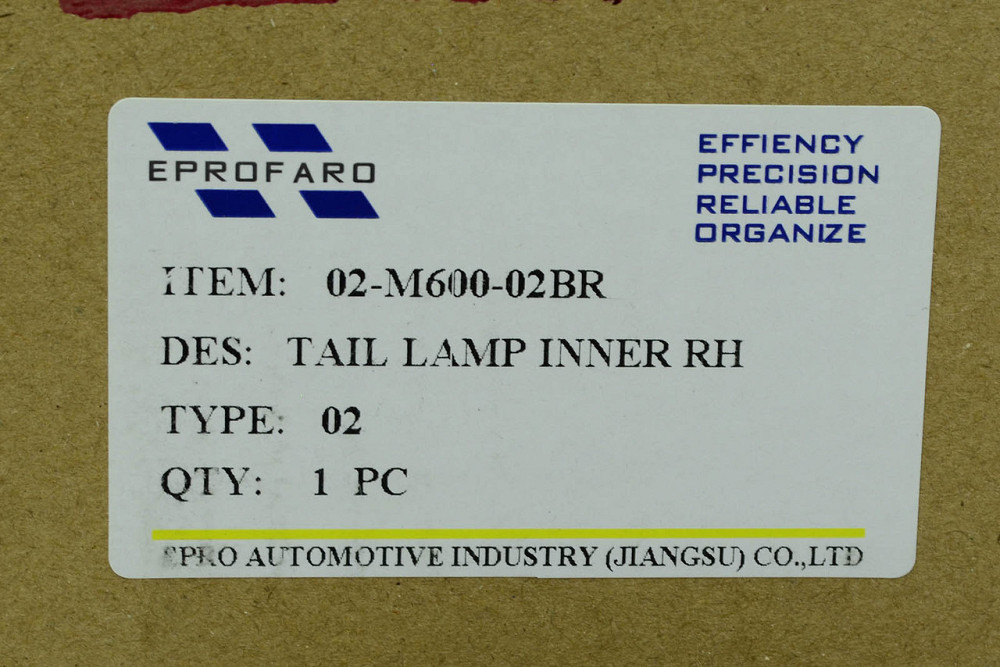 EPROFARO
EFFIENCY
PRECISION
RELIABLE
ORGANIZE
ITEM: 02-M600-02BR
DES: TAIL LAMP INNER RH
TYPE: 02
QTY: 1 PC
EPRO AUTOMOTIVE INDUSTRY (JIANGSU) CO.,LTD